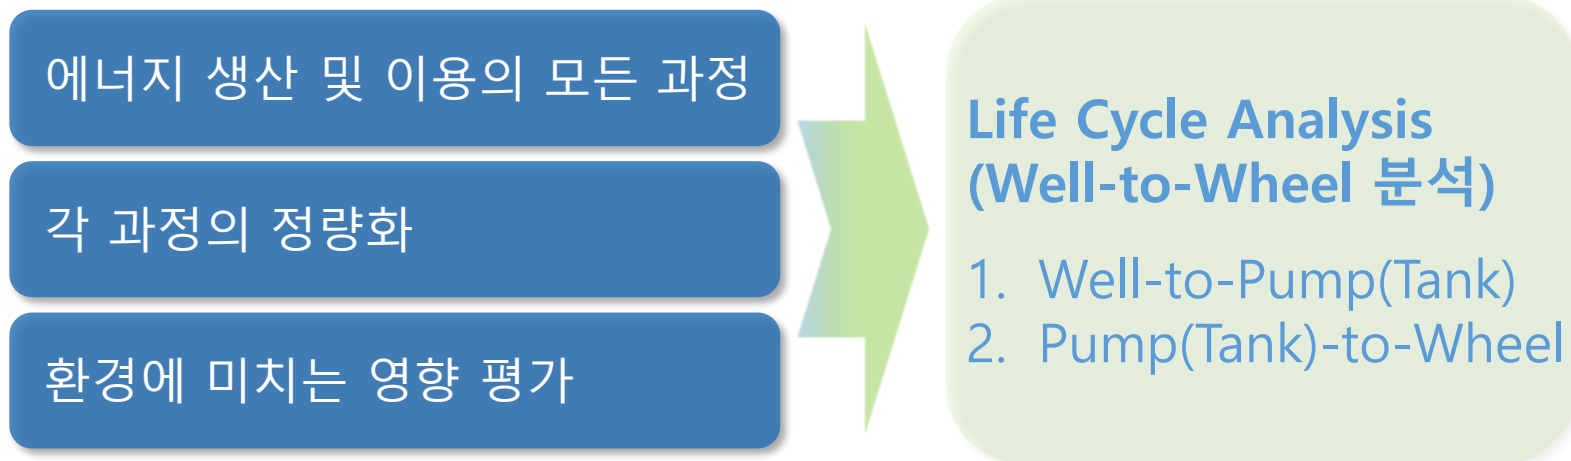 에너지 생산 및 이용의 모든 과정
각 과정의 정량화
환경에 미치는 영향 평가
Life Cycle Analysis
(Well-to-Wheel 분석)
1. Well-to-Pump(Tank)
2. Pump(Tank)-to-Wheel